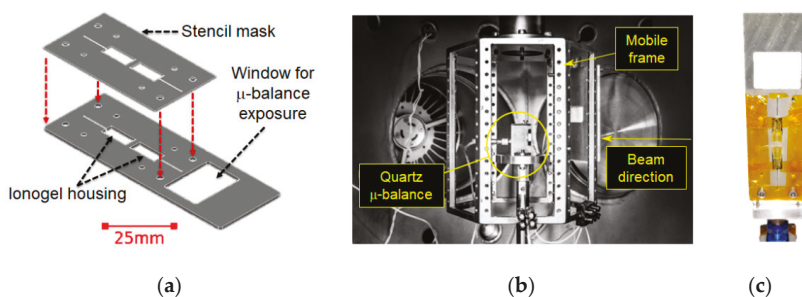 Stencil mask
Window for
μ-balance
exposure
Ionogel housing
25mm
Mobile
frame
Quartz
μ-balance
Beam
direction
(a)
(b)
(c)